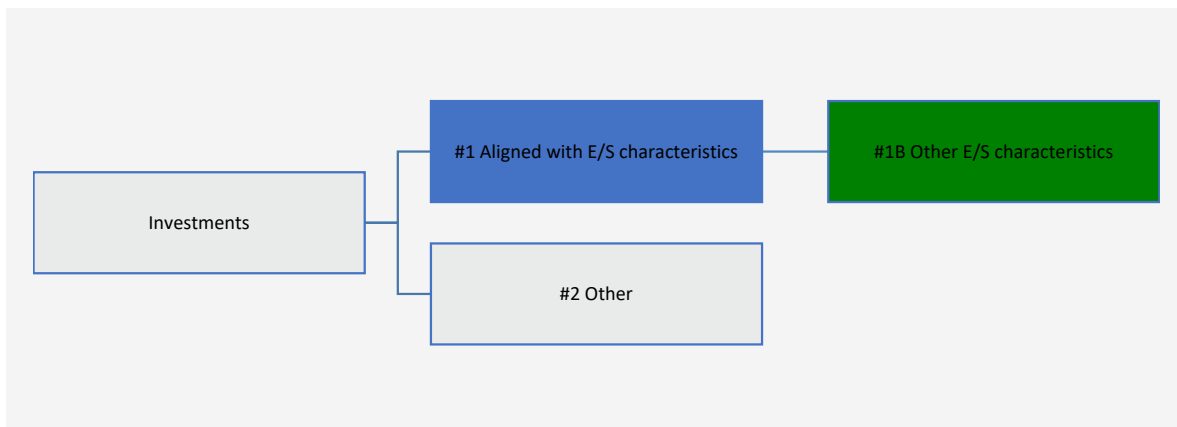 #1 Aligned with E/S characteristics
#1B Other E/S characteristics
Investments
#2 Other